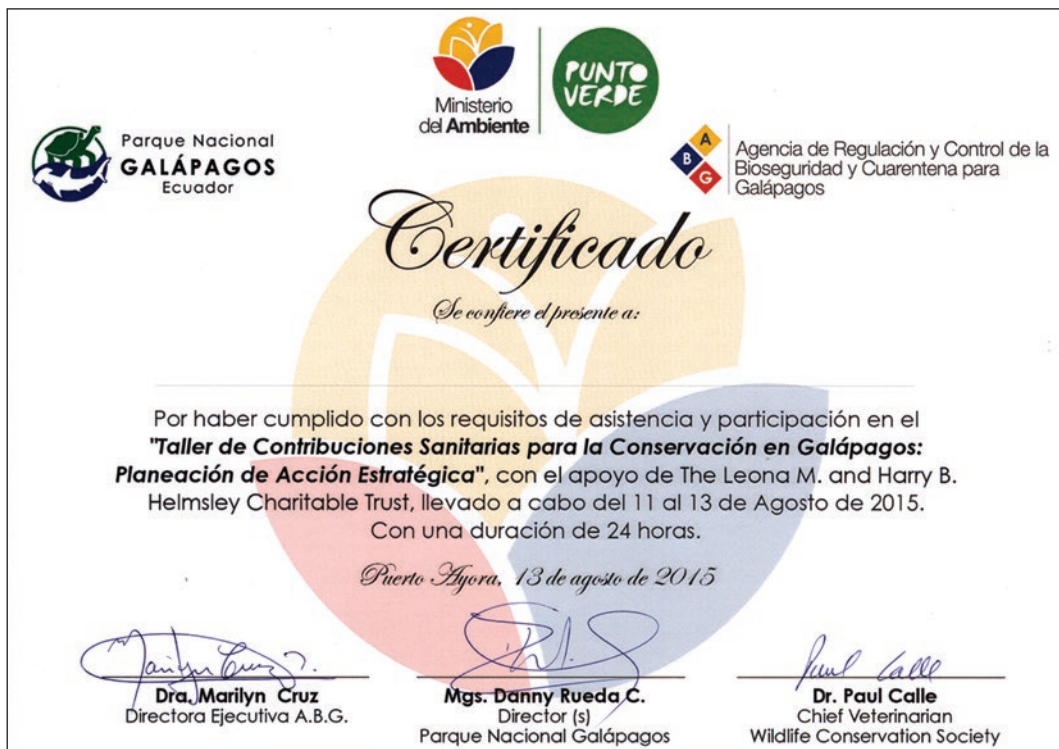 Ministerio
del Ambiente
PUNTO
VERDE
Parque Nacional
GALÁPAGOS
Ecuador
A
B
G
Agencia de Regulación y Control de la
Bioseguridad y Cuarentena para
Galápagos
Certificado
Se confiere el presente a:
Por haber cumplido con los requisitos de asistencia y participación en el
"Taller de Contribuciones Sanitarias para la Conservación en Galápagos:
Planeación de Acción Estratégica", con el apoyo de The Leona M. and Harry B.
Helmsley Charitable Trust, llevado a cabo del 11 al 13 de Agosto de 2015.
Con una duración de 24 horas.
Puerto Ayora, 13 de agosto de 2015
Dra. Marilyn Cruz
Directora Ejecutiva A.B.G.
Mgs. Danny Rueda C.
Director (s)
Parque Nacional Galápagos
Paul Calle
Dr. Paul Calle
Chief Veterinarian
Wildlife Conservation Society